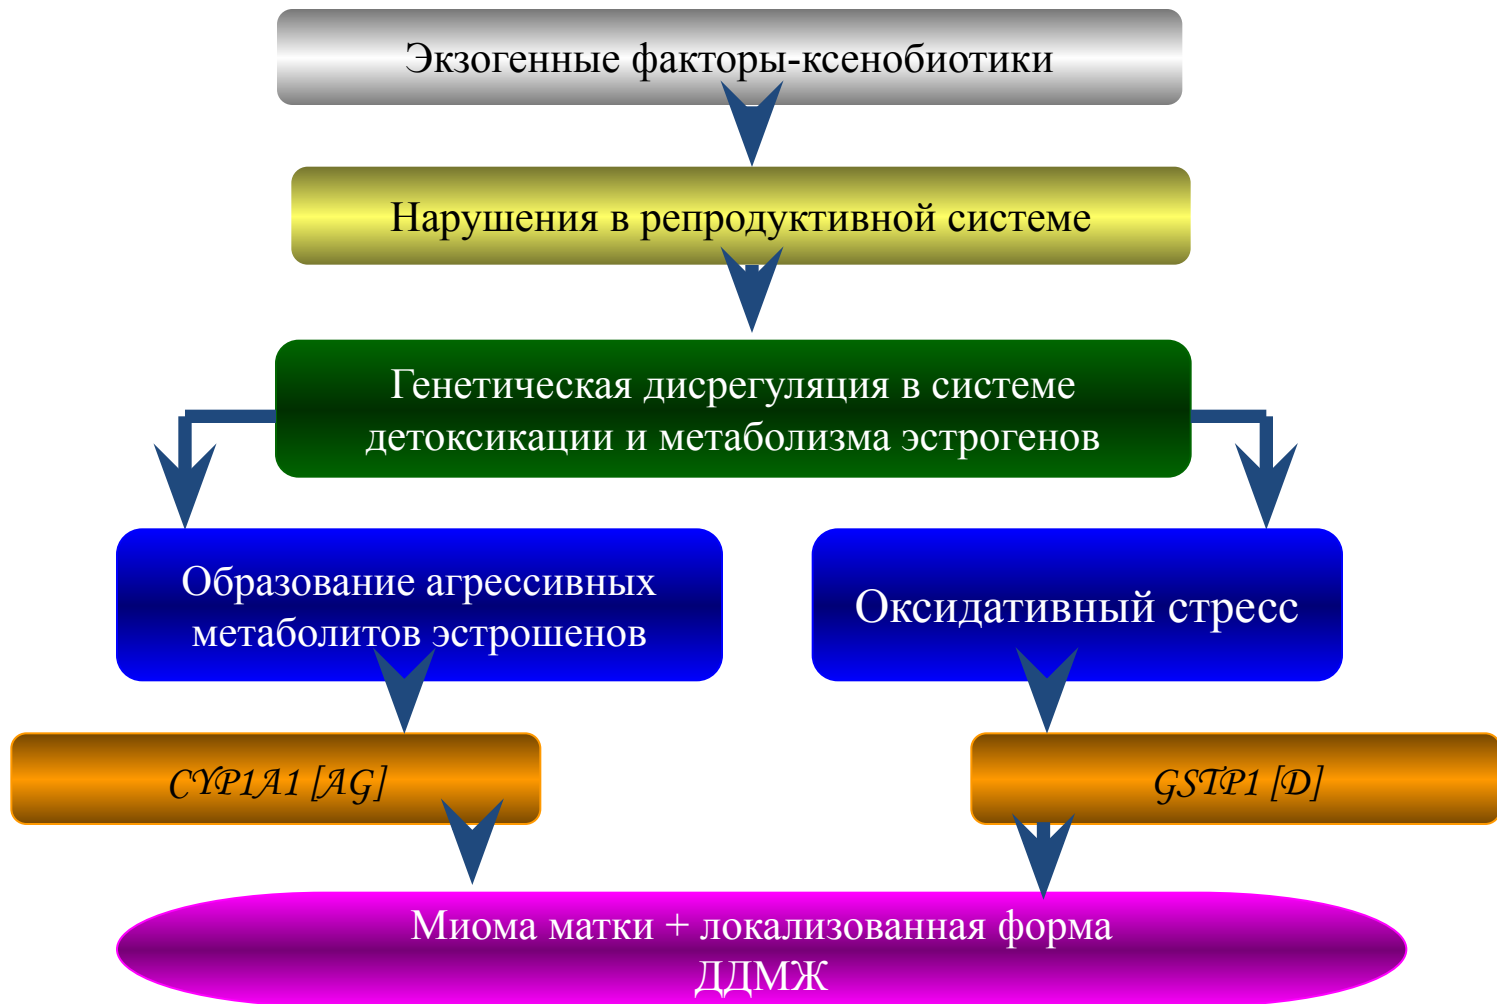 Экзогенные факторы-ксенобиотики
Нарушения в репродуктивной системе
Генетическая дисрегуляция в системе
детоксикации и метаболизма эстрогенов
Образование агрессивных
метаболитов эстрошенов
Оксидативный стресс
CYP1A1 [AG]
GSTP1 [D]
Миома матки + локализованная форма
ДДМЖ